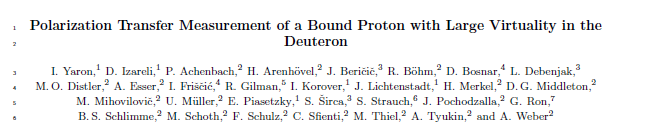 1 Polarization Transfer Measurement of a Bound Proton with Large Virtuality in the
2 Deuteron
3 I. Yaron,1 D. Izraeli,1 P. Achenbach,2 H. Arenhövel,2 J. Beričič,3 R. Böhm,2 D. Bosnar,4 L. Debenjak,3
4 M. O. Distler,2 A. Esser,2 I. Friščić,4 R. Gilman,5 I. Korover,1 J. Lichtenstadt,1 H. Merkel,2 D. G. Middleton,2
5 M. Mihovilovič,2 U. Müller,2 E. Piasetzky,1 S. Širca,3 S. Strauch,6 J. Pochodzalla,2 G. Ron,7
6 B. S. Schlimme,2 M. Schoth,2 F. Schulz,2 C. Sfienti,2 M. Thiel,2 A. Tyukin,2 and A. Weber2